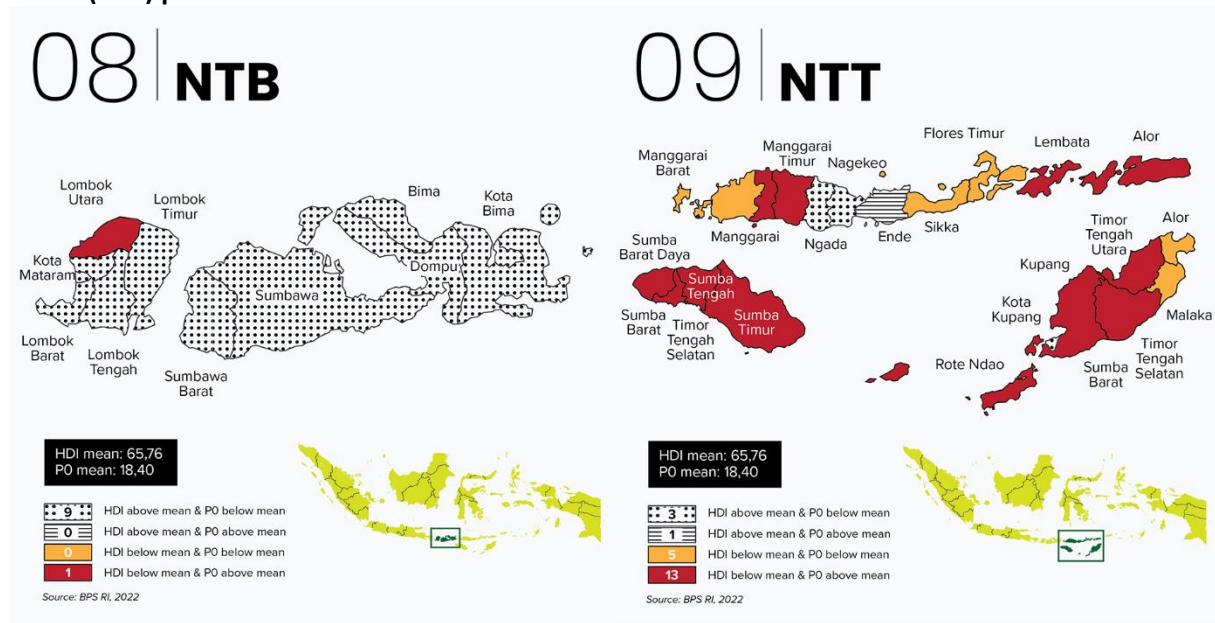 08 | NTB
Lombok
Utara
Lombok
Timur
Kota
Mataram
Lombok
Barat
Lombok
Tengah
Sumbawa
Barat
Sumbawa
Bima
Dompu
Kota
Bima
HDI mean: 65,76
P0 mean: 18,40
9 HDI above mean & P0 below mean
0 HDI above mean & P0 above mean
0 HDI below mean & P0 below mean
1 HDI below mean & P0 above mean
Source: BPS RI, 2022
09 | NTT
Manggarai
Barat
Manggarai
Timur
Nagekeo
Flores Timur
Lembata
Alor
Manggarai
Ngada
Ende
Sikka
Sumba
Barat Daya
Sumba
Tengah
Sumba
Timur
Sumba
Barat
Timor
Tengah
Selatan
Timor
Tengah
Utara
Alor
Kupang
Kota
Kupang
Malaka
Rote Ndao
Sumba
Barat
Timor
Tengah
Selatan
HDI mean: 65,76
P0 mean: 18,40
3 HDI above mean & P0 below mean
1 HDI above mean & P0 above mean
5 HDI below mean & P0 below mean
13 HDI below mean & P0 above mean
Source: BPS RI, 2022